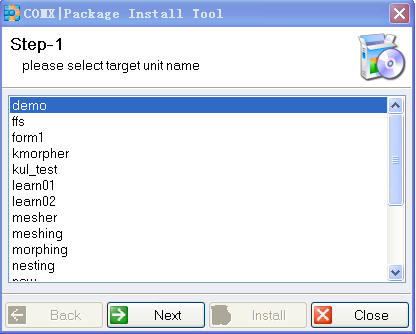 COMX|Package Install Tool
Step-1
please select target unit name
demo
ffs
form1
kmorpher
kul_test
learn01
learn02
mesher
meshing
morphing
nesting
Back
Next
Install
Close